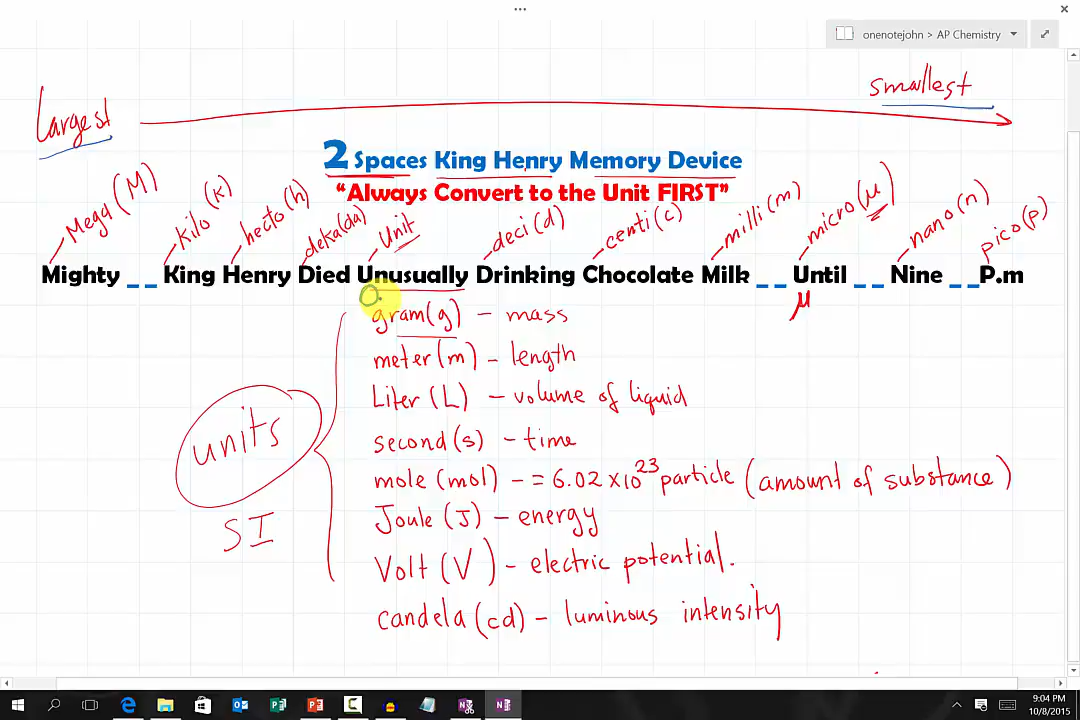 onenotejohn > AP Chemistry
smallest
Largest
2 Spaces King Henry Memory Device
"Always Convert to the Unit FIRST"
Mega (M) kilo (k) hecto (h) deka (da) Unit deci (d) centi (c) milli (m) micro (μ) nano (n) pico (p)
Mighty _ _ King Henry Died Unusually Drinking Chocolate Milk _ _ Until _ _ Nine _ _ P.m
μ
gram (g) - mass
meter (m) - length
Liter (L) - volume of liquid
units
second (s) - time
mole (mol) - = 6.02 x 10^23 particle (amount of substance)
SI
Joule (J) - energy
Volt (V) - electric potential.
candela (cd) - luminous intensity
9:04 PM
10/8/2015